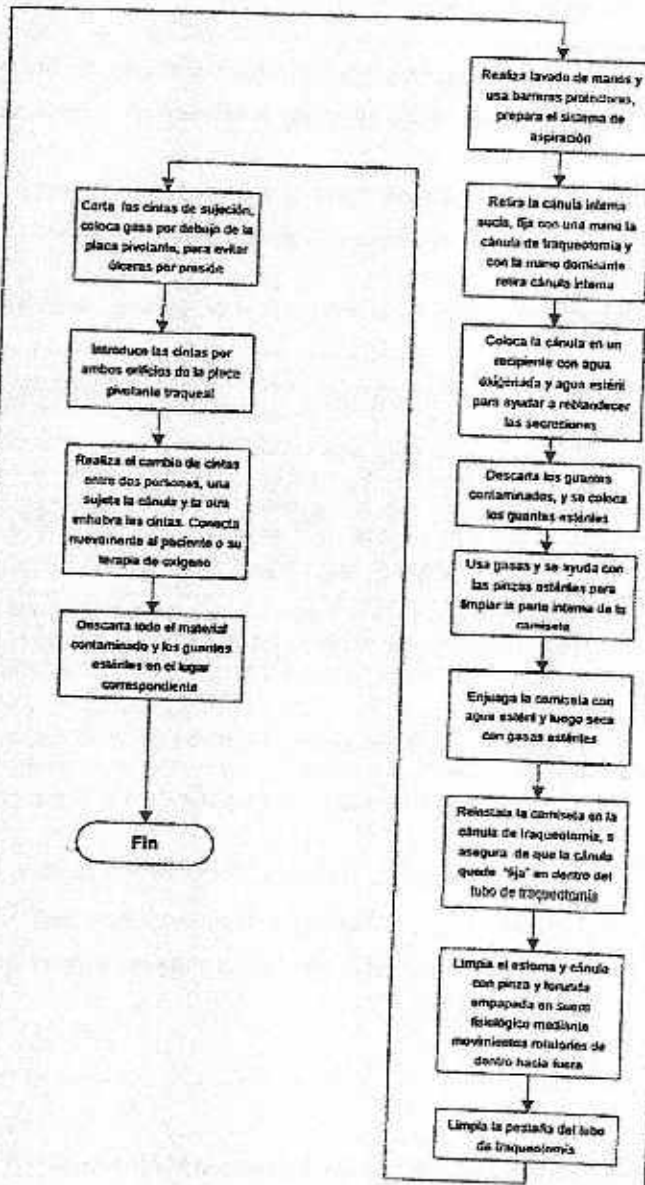 Realiza lavado de manos y
usa barreras protectoras,
prepara el sistema de
aspiración
Retira la cánula interna
sucia, fija con una mano la
cánula de traqueotomía y
con la mano dominante
retira cánula interna
Coloca la cánula en un
recipiente con agua
oxigenada y agua estéril
para ayudar a reblandecer
las secreciones
Descarta los guantes
contaminados, y se coloca
los guantes estériles
Usa gasas y se ayuda con
las pinzas estériles para
limpiar la parte interna de la
camiseta
Enjuaga la camiseta con
agua estéril y luego seca
con gasas estériles
Reinstala la camiseta en la
cánula de traqueotomía, s
asegura de que la cánula
quede "fija" en dentro del
tubo de traqueotomía
Limpia el estoma y cánula
con pinza y torunda
empapada en suero
fisiológico mediante
movimientos rotatorios de
dentro hacia fuera
Limpia la pestaña del tubo
de traqueotomía
Corta las cintas de sujeción,
coloca gasa por debajo de la
placa pivotante, para evitar
úlceras por presión
Introduce las cintas por
ambos orificios de la placa
pivotante traqueal
Realiza el cambio de cintas
entre dos personas, una
sujeta la cánula y la otra
enhebra las cintas. Conecta
nuevamente al paciente o su
terapia de oxígeno
Descarta todo el material
contaminado y los guantes
estériles en el lugar
correspondiente
Fin